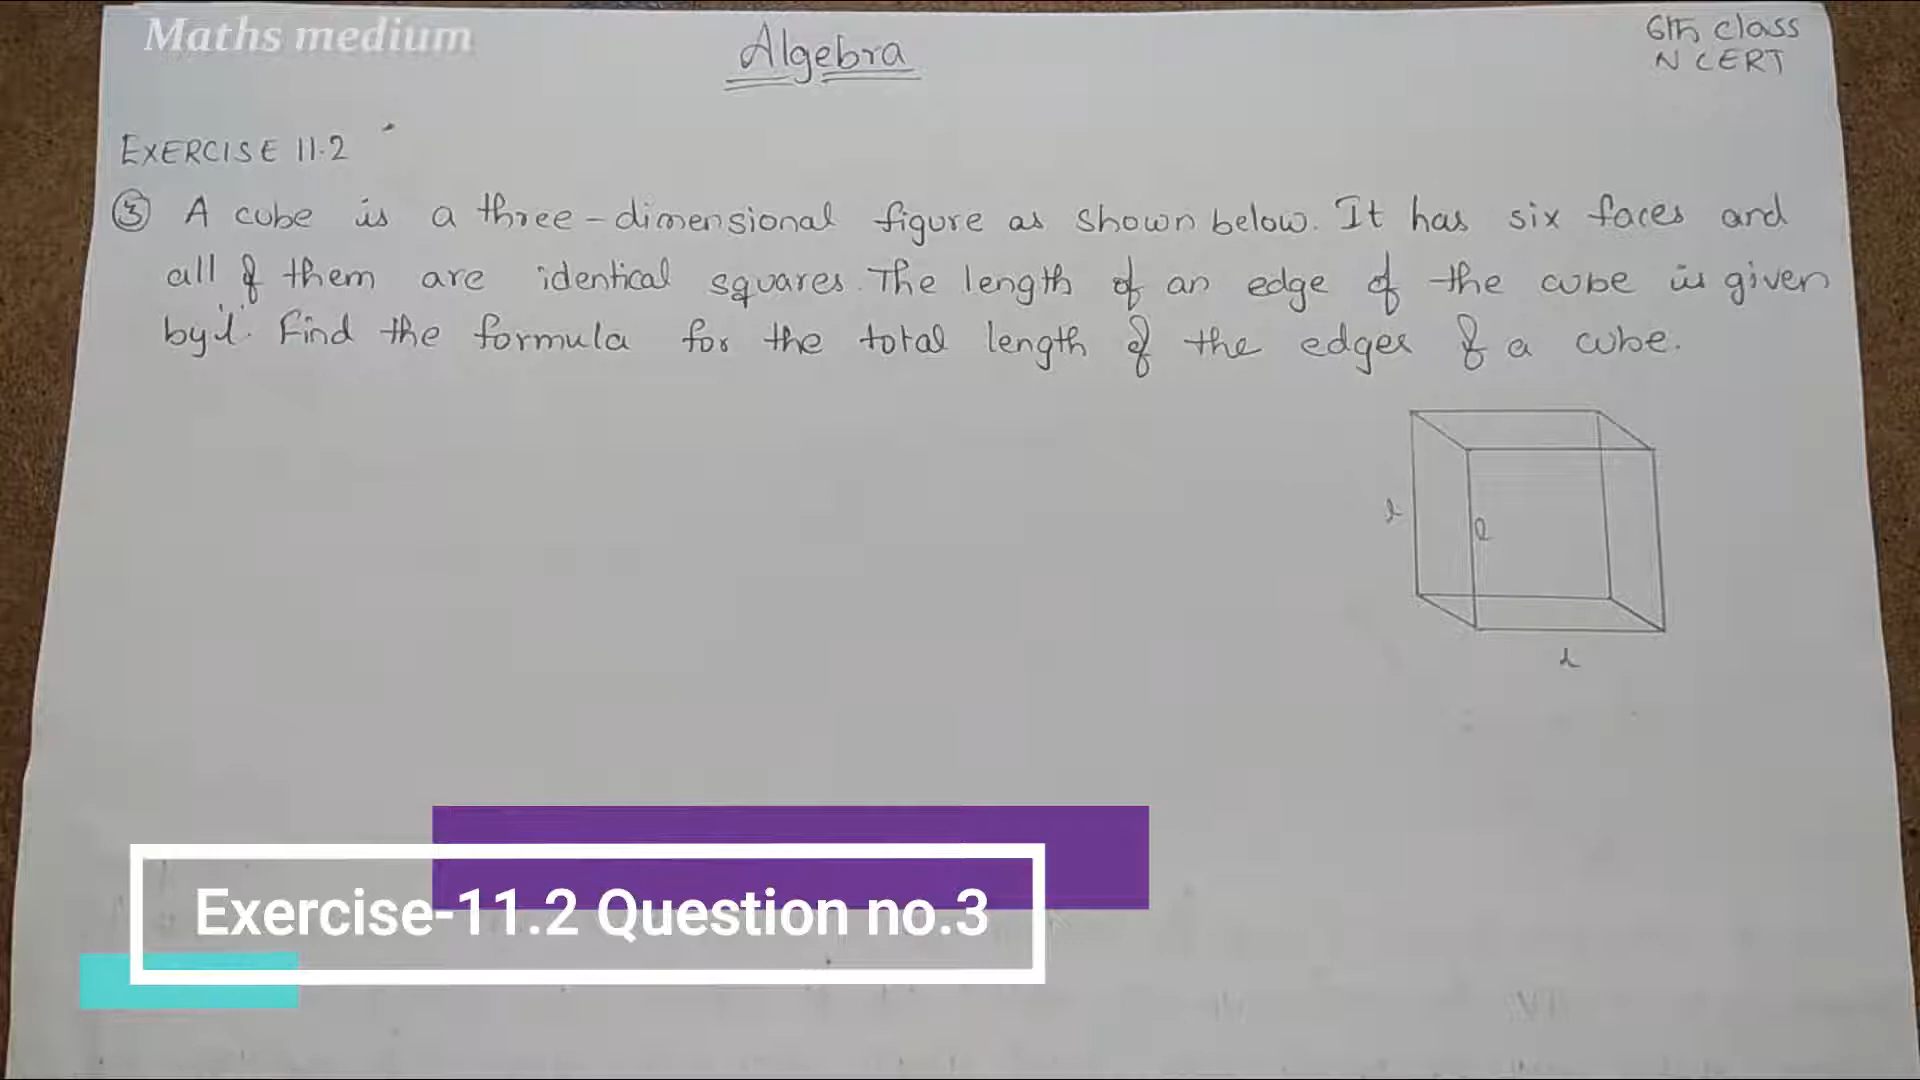 Maths medium
Algebra
6th class
NCERT
EXERCISE 11.2
③ A cube is a three-dimensional figure as shown below. It has six faces and
all of them are identical squares. The length of an edge of the cube is given
by 'l'. Find the formula for the total length of the edges of a cube.
l
l
l
Exercise-11.2 Question no.3